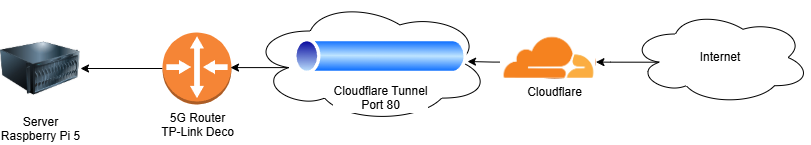 Server
Raspberry Pi 5
5G Router
TP-Link Deco
Cloudflare Tunnel
Port 80
Cloudflare
Internet